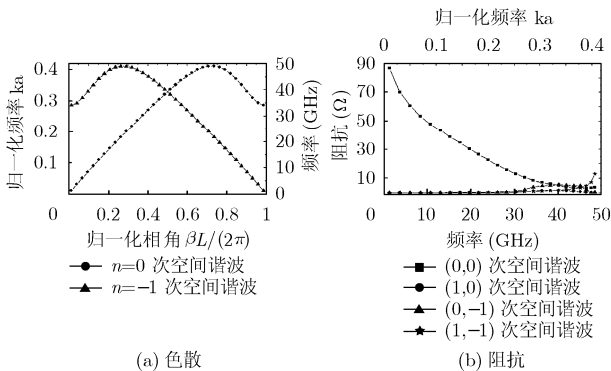 归一化频率 ka
0 0.1 0.2 0.3 0.4
归一化频率 ka
0.4
0.3
0.2
0.1
50
40
30
20
10
0
频率 (GHz)
0 0.2 0.4 0.6 0.8 1
归一化相角 βL/(2π)
n=0 次空间谐波
n=−1 次空间谐波
(a) 色散
阻抗 (Ω)
90
70
50
30
10
0 10 20 30 40 50
频率 (GHz)
(0,0) 次空间谐波
(1,0) 次空间谐波
(0,−1) 次空间谐波
(1,−1) 次空间谐波
(b) 阻抗